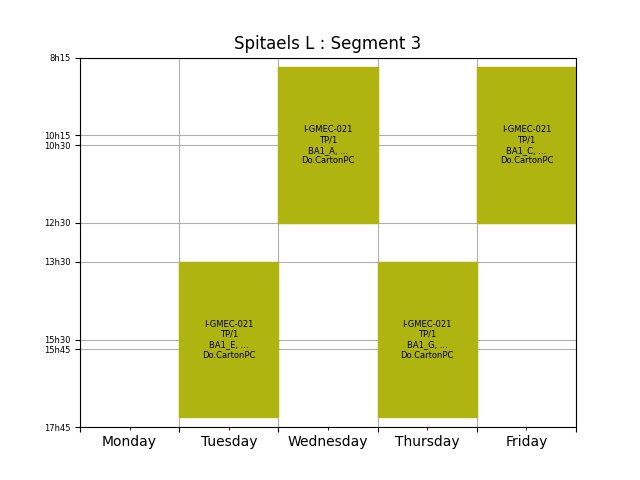 Spitaels L : Segment 3
8h15
10h15
10h30
12h30
13h30
15h30
15h45
17h45
I-GMEC-021
TP/1
BA1_A, ...
Do.CartonPC
I-GMEC-021
TP/1
BA1_C, ...
Do.CartonPC
I-GMEC-021
TP/1
BA1_E, ...
Do.CartonPC
I-GMEC-021
TP/1
BA1_G, ...
Do.CartonPC
Monday Tuesday Wednesday Thursday Friday